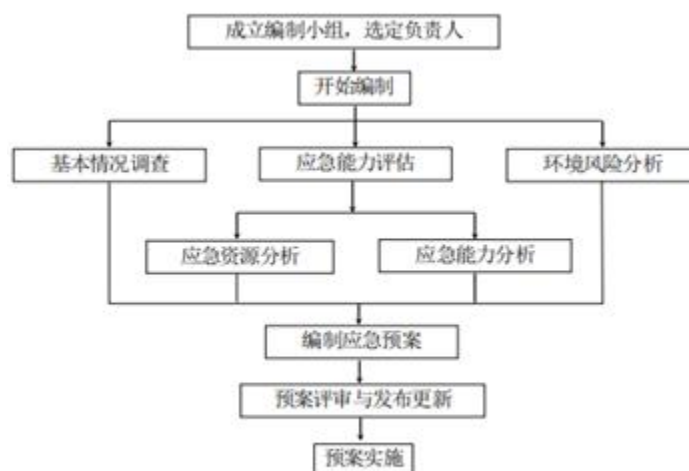 成立编制小组，选定负责人
开始编制
基本情况调查
应急能力评估
环境风险分析
应急资源分析
应急能力分析
编制应急预案
预案评审与发布更新
预案实施